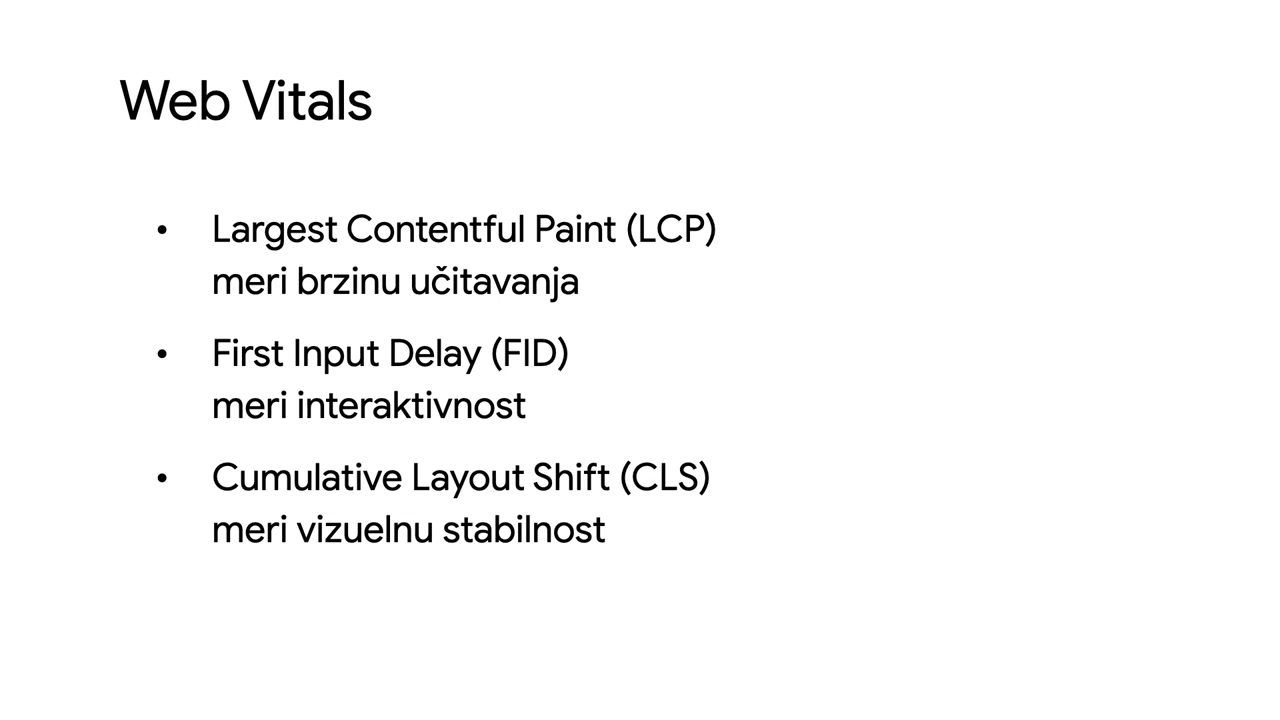 Web Vitals
• Largest Contentful Paint (LCP)
meri brzinu učitavanja
• First Input Delay (FID)
meri interaktivnost
• Cumulative Layout Shift (CLS)
meri vizuelnu stabilnost